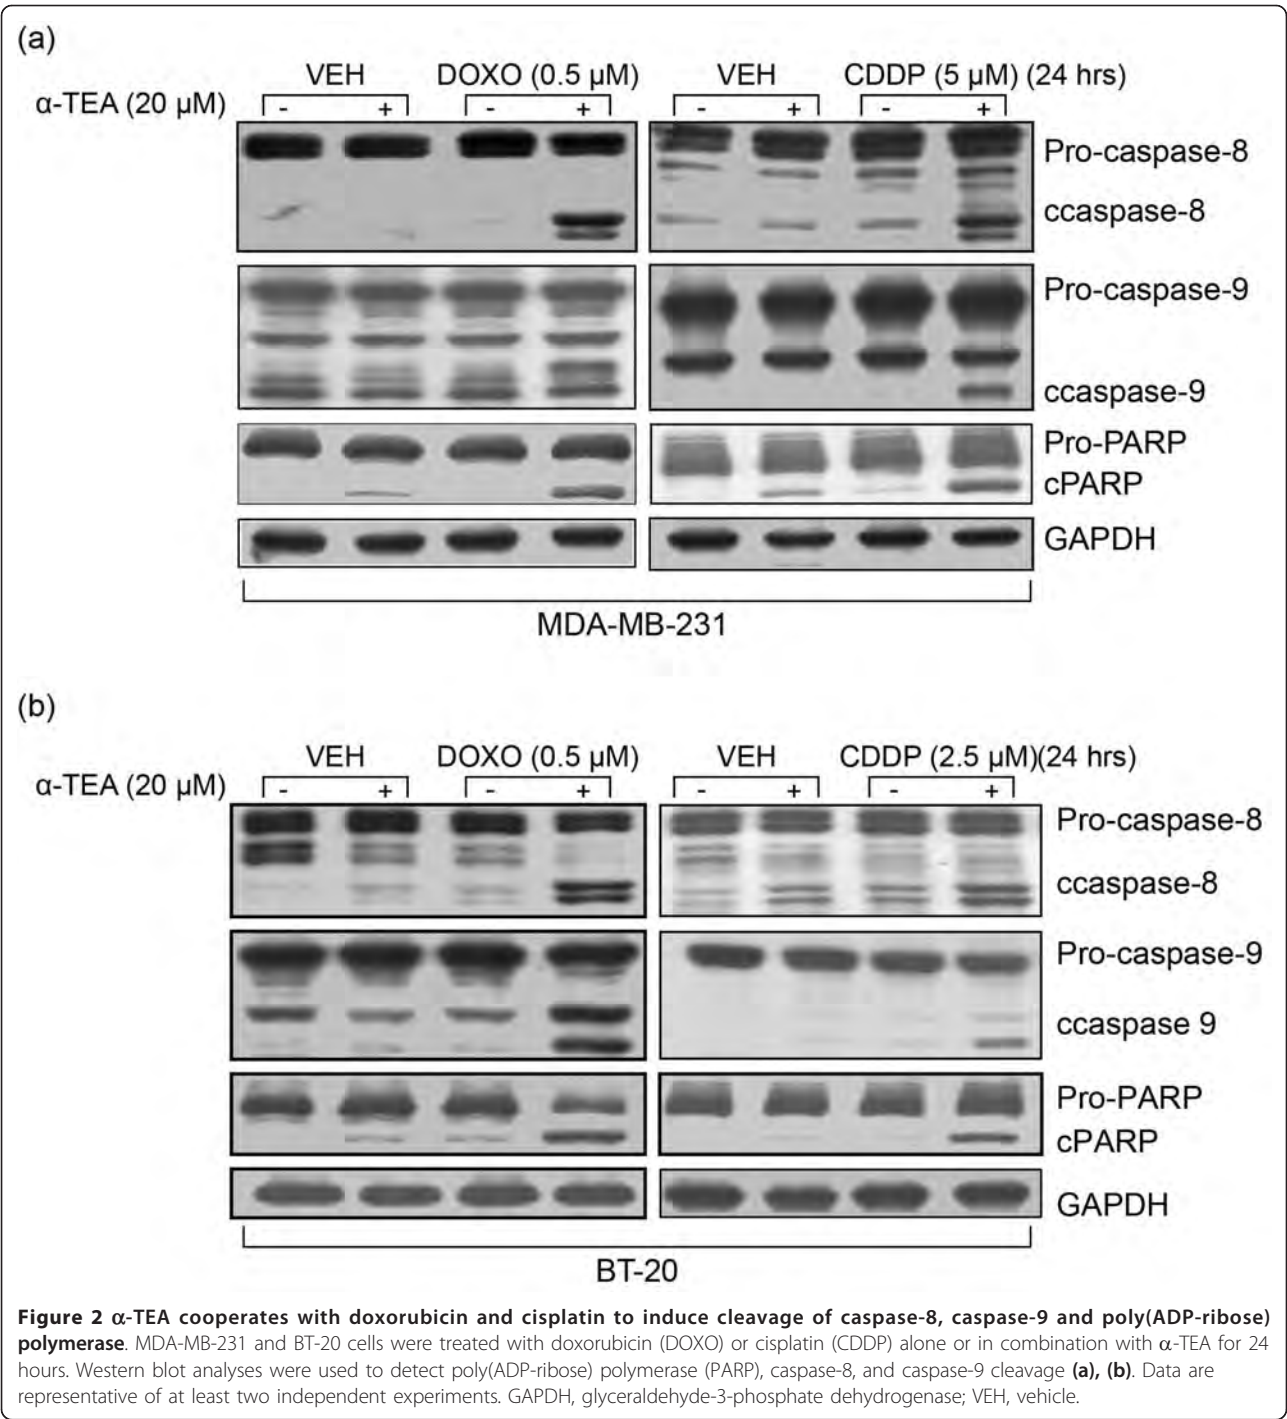 (a)
VEH DOXO (0.5 µM) VEH CDDP (5 µM) (24 hrs)
α-TEA (20 µM) - + - + - + - +
Pro-caspase-8
ccaspase-8
Pro-caspase-9
ccaspase-9
Pro-PARP
cPARP
GAPDH
MDA-MB-231
(b)
VEH DOXO (0.5 µM) VEH CDDP (2.5 µM)(24 hrs)
α-TEA (20 µM) - + - + - + - +
Pro-caspase-8
ccaspase-8
Pro-caspase-9
ccaspase 9
Pro-PARP
cPARP
GAPDH
BT-20
Figure 2 α-TEA cooperates with doxorubicin and cisplatin to induce cleavage of caspase-8, caspase-9 and poly(ADP-ribose)
polymerase. MDA-MB-231 and BT-20 cells were treated with doxorubicin (DOXO) or cisplatin (CDDP) alone or in combination with α-TEA for 24
hours. Western blot analyses were used to detect poly(ADP-ribose) polymerase (PARP), caspase-8, and caspase-9 cleavage (a), (b). Data are
representative of at least two independent experiments. GAPDH, glyceraldehyde-3-phosphate dehydrogenase; VEH, vehicle.